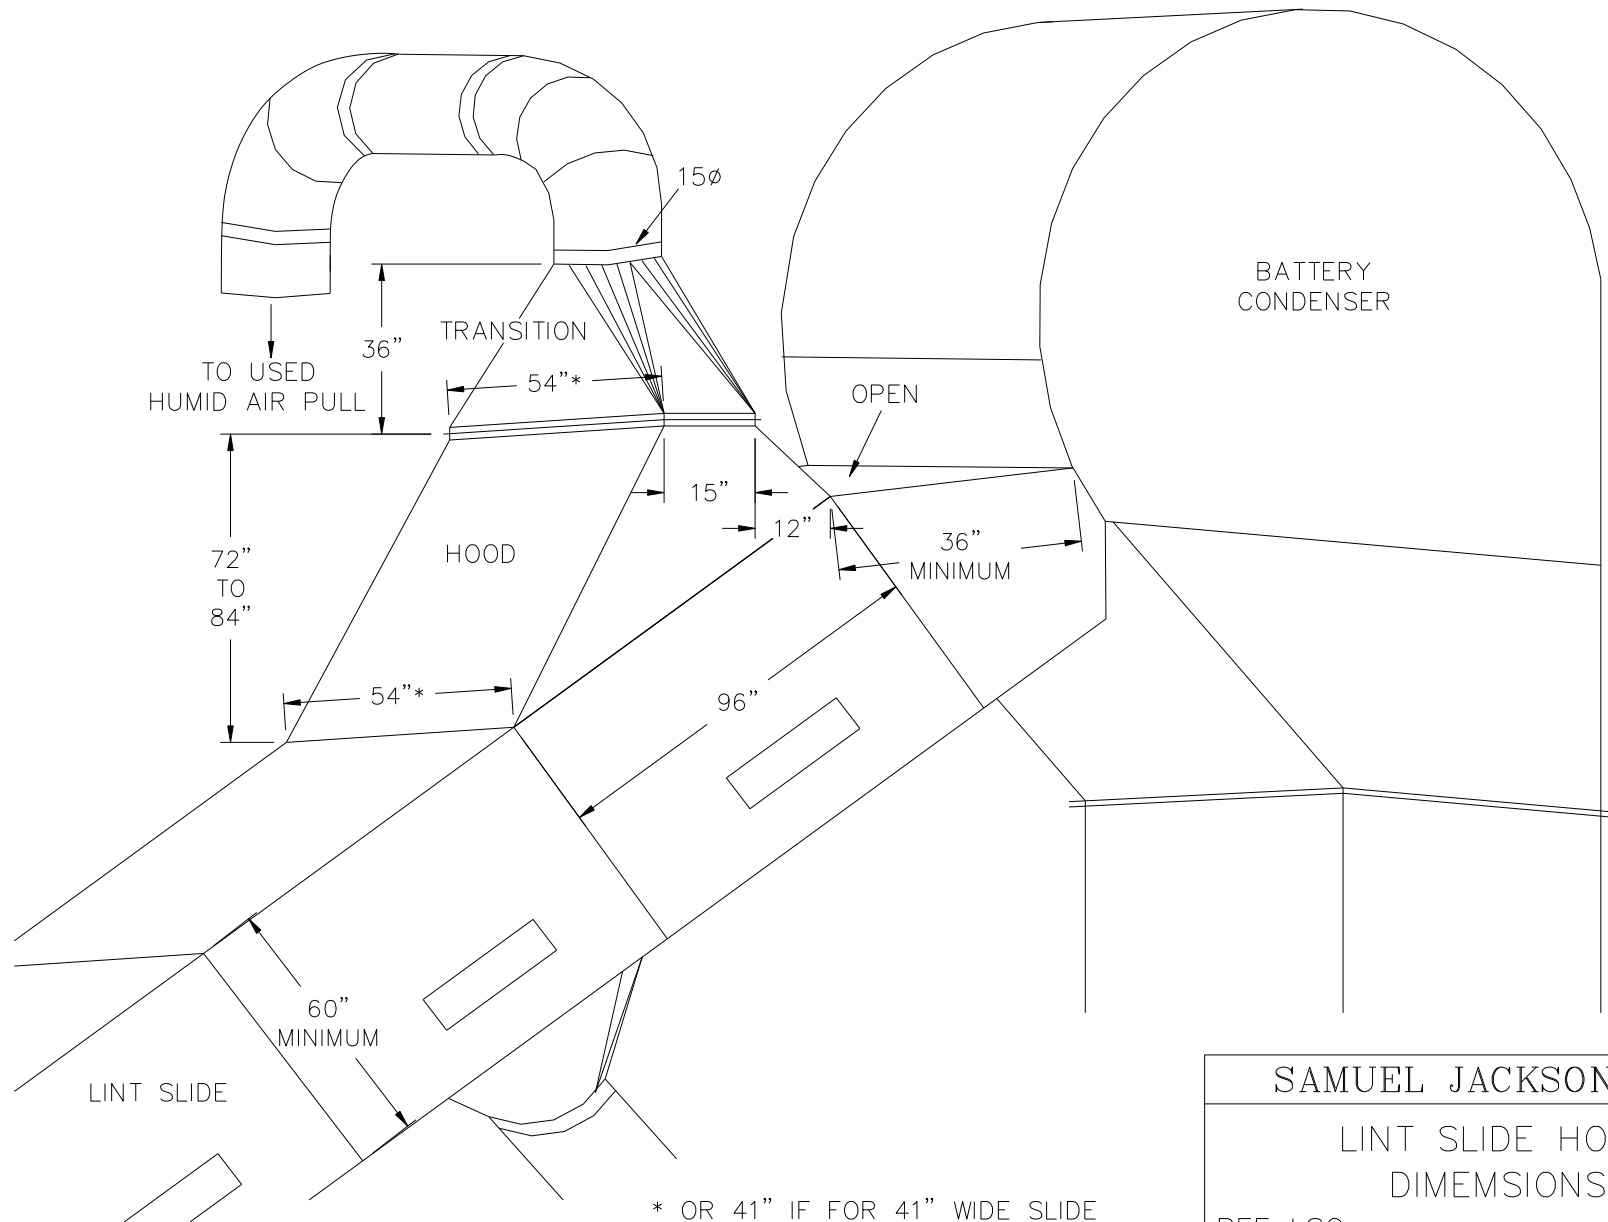 15ø
BATTERY
CONDENSER
TRANSITION
36”
TO USED
HUMID AIR PULL
54”*
OPEN
15”
12”
36”
MINIMUM
72”
TO
84”
HOOD
54”*
96”
60”
MINIMUM
LINT SLIDE
SAMUEL JACKSON
LINT SLIDE HO
DIMEMSIONS
* OR 41” IF FOR 41” WIDE SLIDE